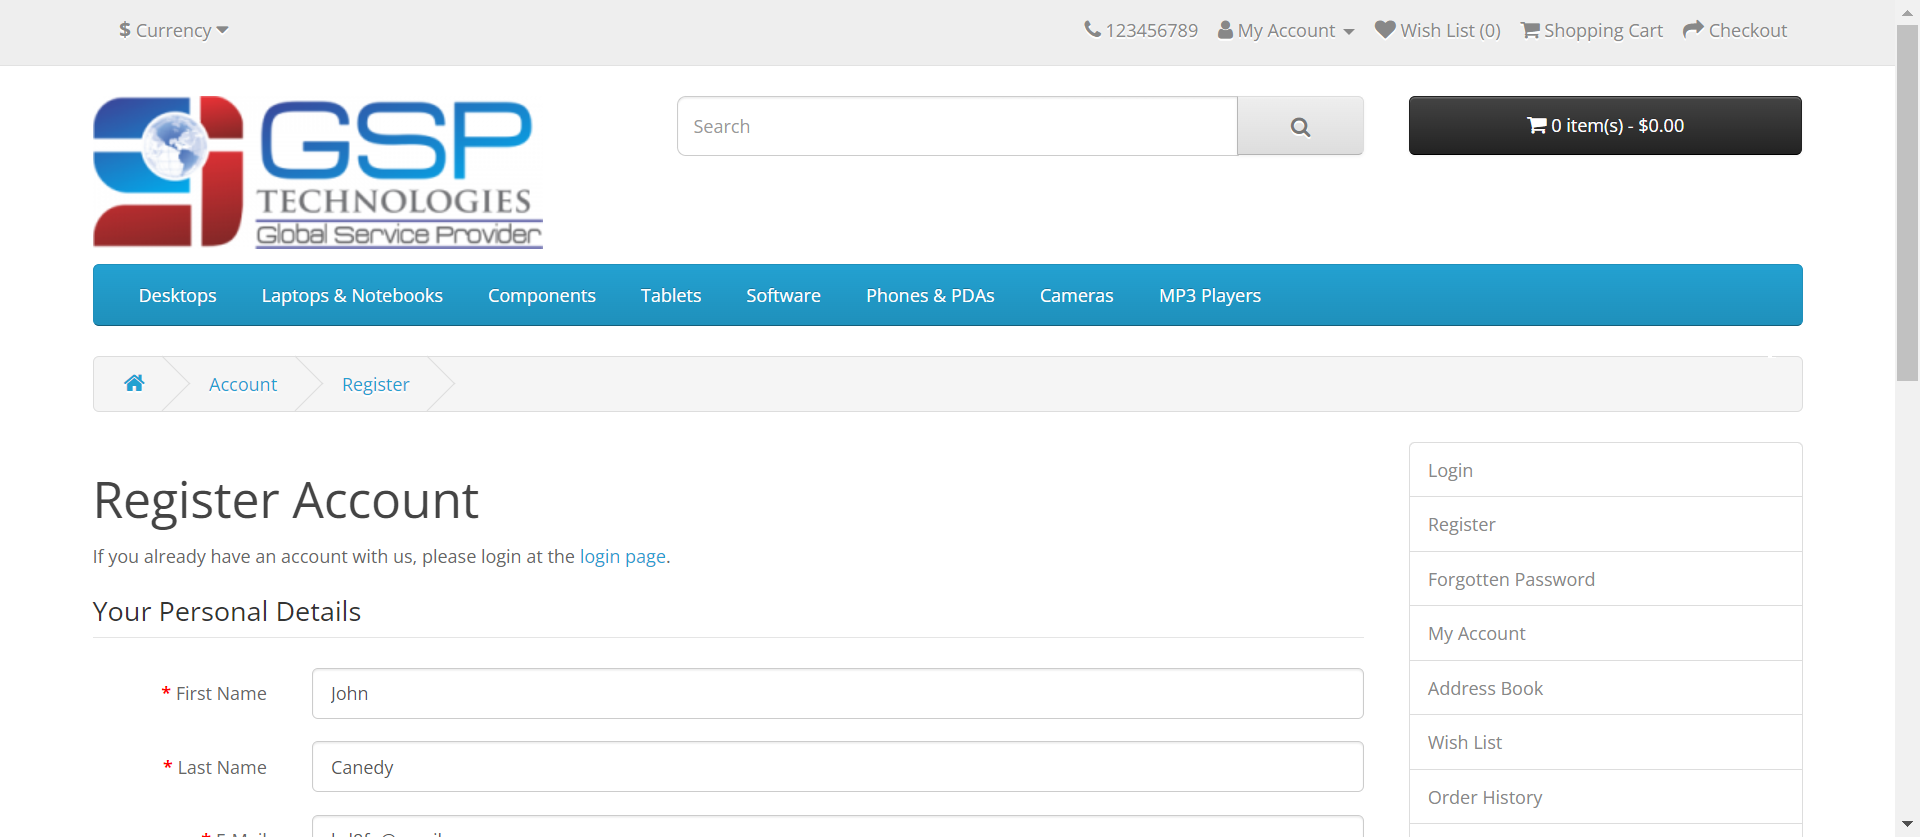 $ Currency
123456789 My Account Wish List (0) Shopping Cart Checkout
GSP
TECHNOLOGIES
Global Service Provider
Search
0 item(s) - $0.00
Desktops Laptops & Notebooks Components Tablets Software Phones & PDAs Cameras MP3 Players
Account Register
Register Account
If you already have an account with us, please login at the login page.
Your Personal Details
* First Name John
* Last Name Canedy
Login
Register
Forgotten Password
My Account
Address Book
Wish List
Order History